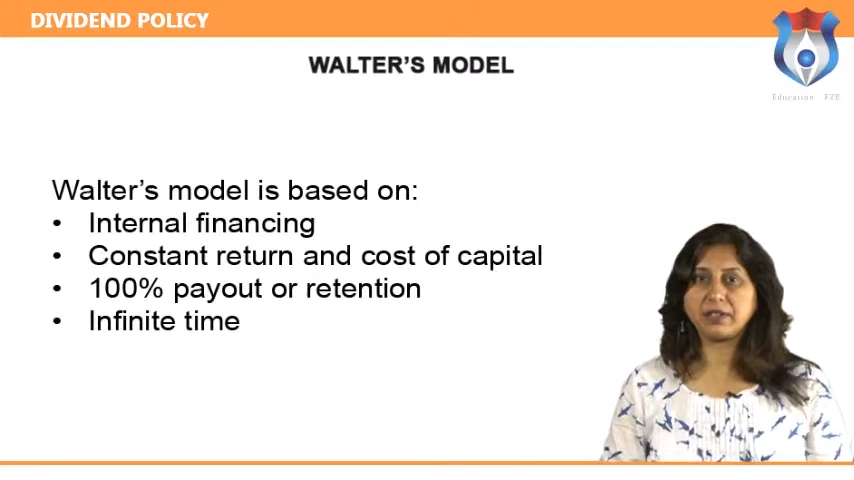 DIVIDEND POLICY
WALTER'S MODEL
Education EZE
Walter's model is based on:
• Internal financing
• Constant return and cost of capital
• 100% payout or retention
• Infinite time